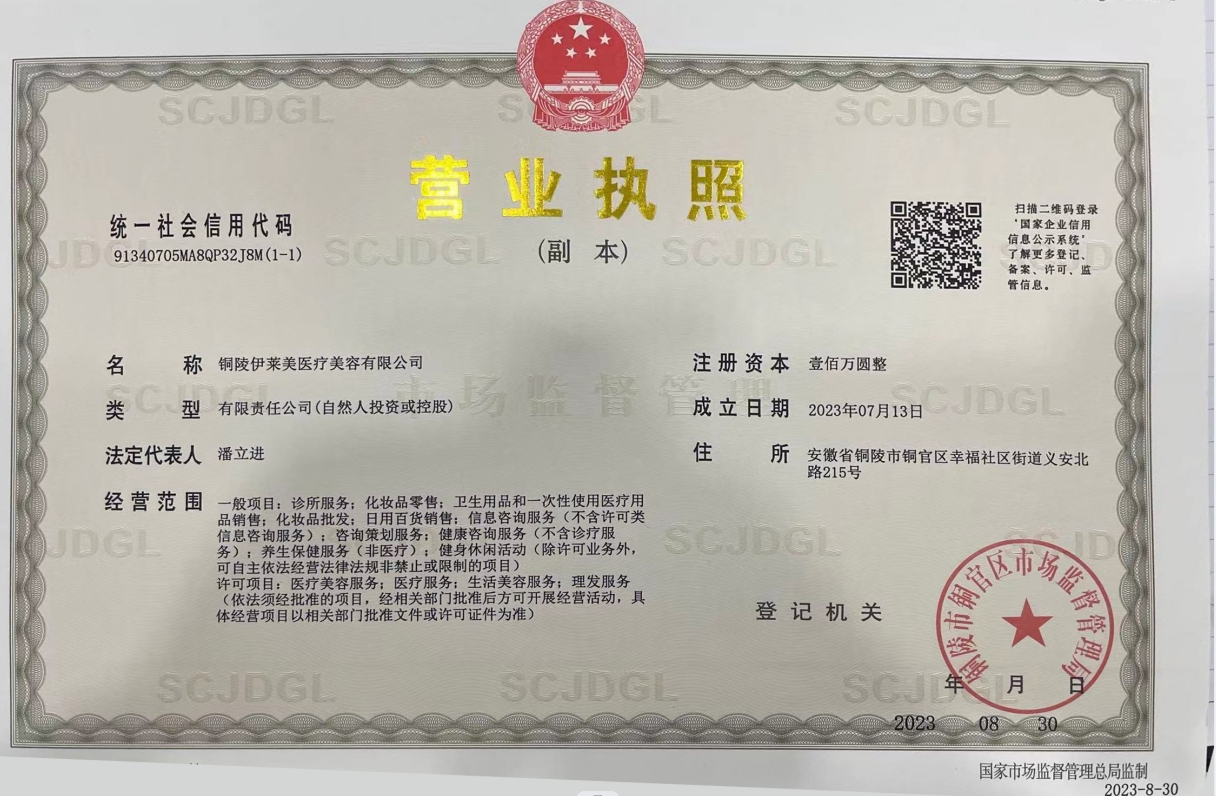 营业执照
(副 本)
统一社会信用代码
91340705MA8QP32J8M(1-1)
扫描二维码登录
‘国家企业信用
信息公示系统’
了解更多登记、
备案、许可、监
管信息。
名 称 铜陵伊莱美医疗美容有限公司
类 型 有限责任公司(自然人投资或控股)
法定代表人 潘立进
经营范围 一般项目：诊所服务；化妆品零售；卫生用品和一次性使用医疗用
品销售；化妆品批发；日用百货销售；信息咨询服务（不含许可类
信息咨询服务）；咨询策划服务；健康咨询服务（不含诊疗服
务）；养生保健服务（非医疗）；健身休闲活动（除许可业务外，
可自主依法经营法律法规非禁止或限制的项目）
许可项目：医疗美容服务；医疗服务；生活美容服务；理发服务
（依法须经批准的项目，经相关部门批准后方可开展经营活动，具
体经营项目以相关部门批准文件或许可证件为准）
注册资本 壹佰万圆整
成立日期 2023年07月13日
住 所 安徽省铜陵市铜官区幸福社区街道义安北
路215号
登记机关
铜陵市铜官区市场监督管理局
年 月 日
2023 08 30
国家市场监督管理总局监制
2023-8-30
SCJDGL
市场监督管理